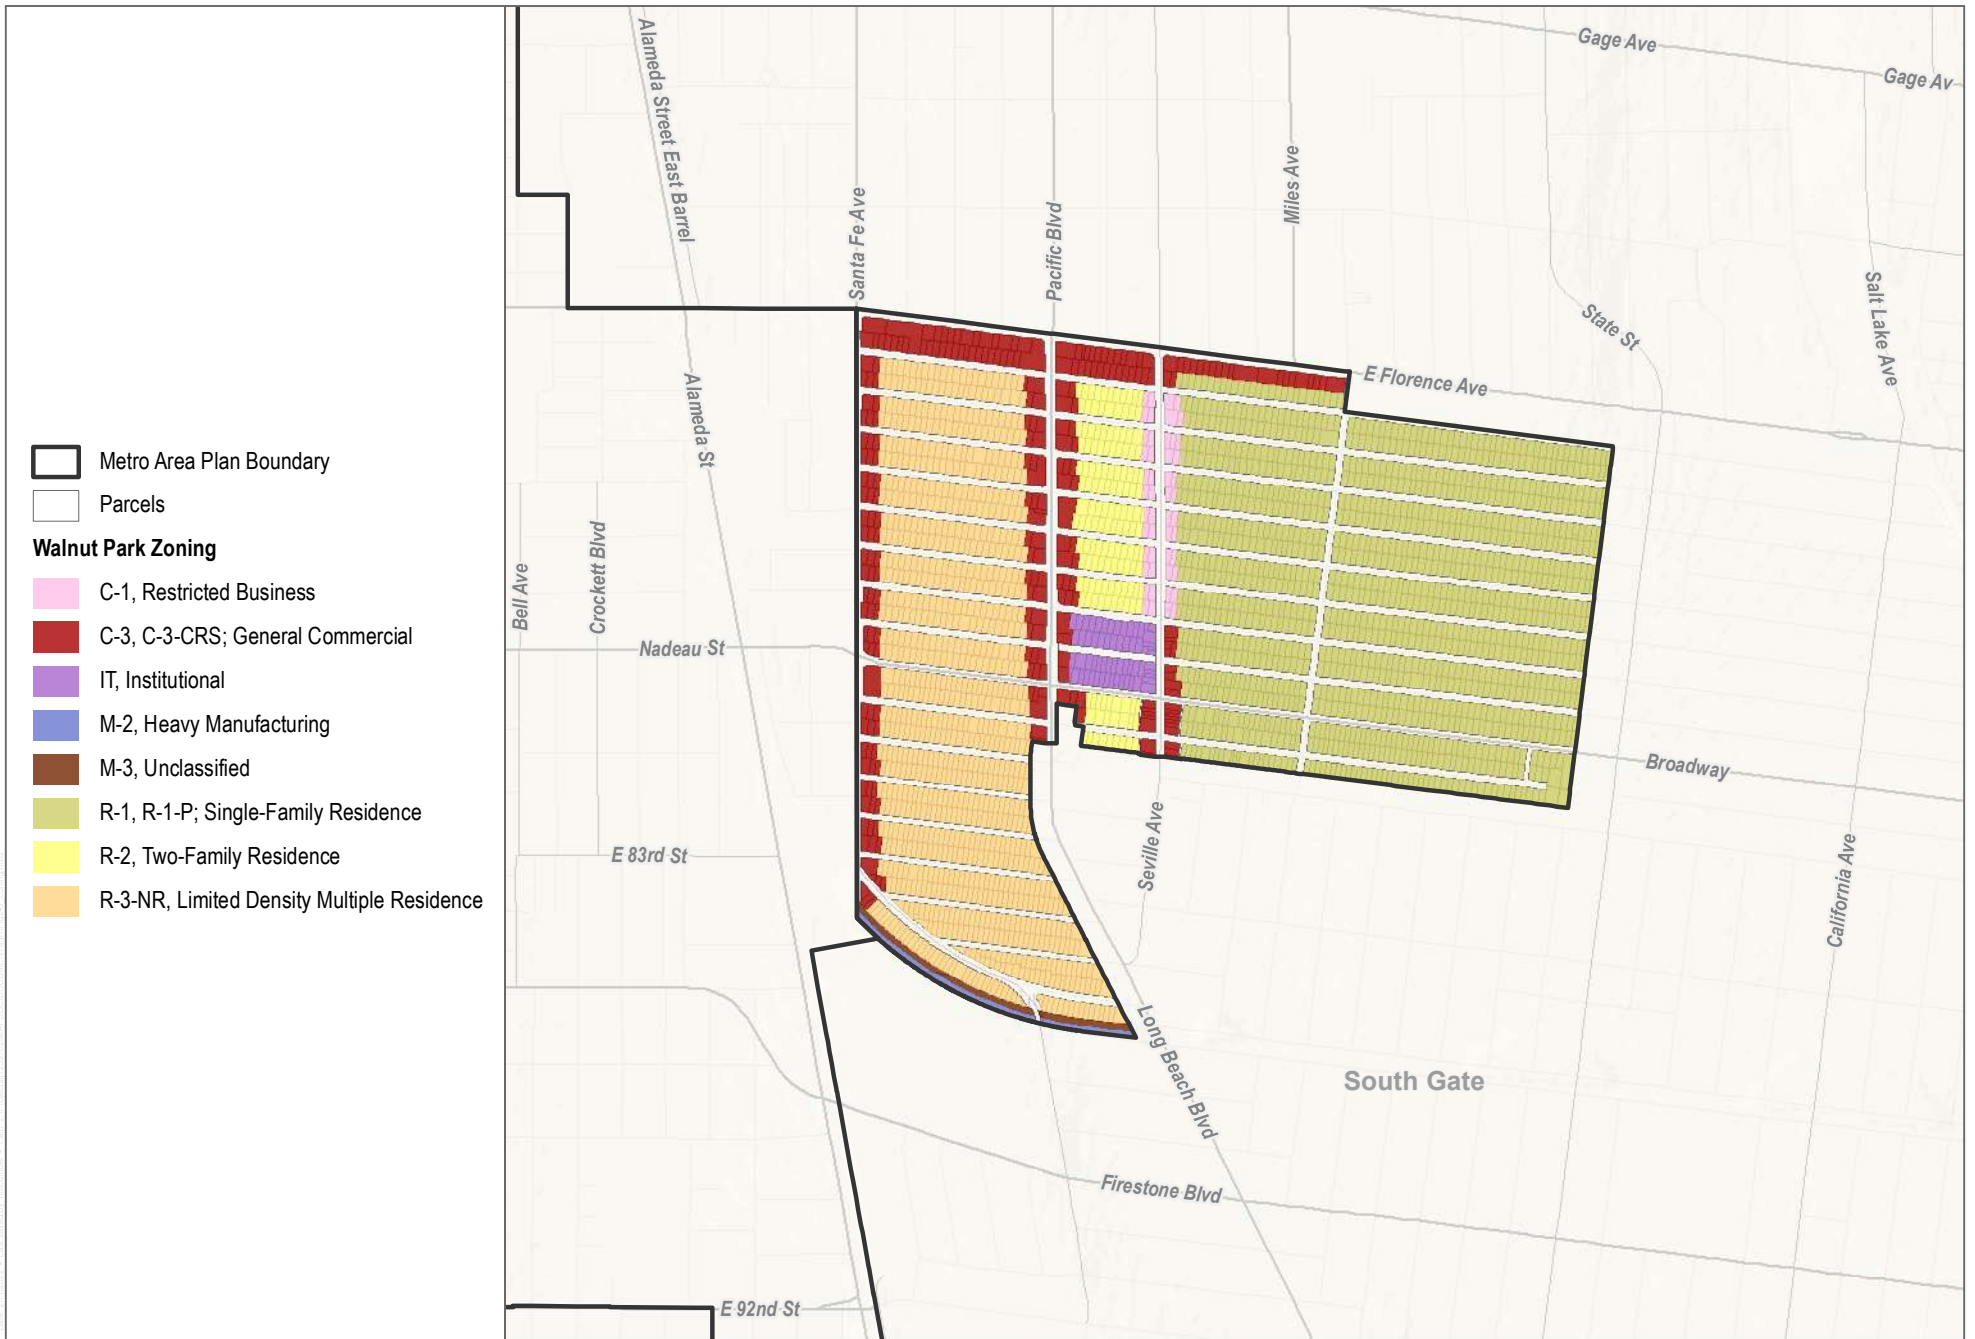 Metro Area Plan Boundary
Parcels
Walnut Park Zoning
C-1, Restricted Business
C-3, C-3-CRS; General Commercial
IT, Institutional
M-2, Heavy Manufacturing
M-3, Unclassified
R-1, R-1-P; Single-Family Residence
R-2, Two-Family Residence
R-3-NR, Limited Density Multiple Residence
Gage Ave
Gage Av
Alameda Street East Barrel
Santa Fe Ave
Pacific Blvd
Miles Ave
State St
Salt Lake Ave
E Florence Ave
Alameda St
Bell Ave
Crockett Blvd
Nadeau St
Broadway
E 83rd St
Seville Ave
California Ave
Long Beach Blvd
South Gate
Firestone Blvd
E 92nd St